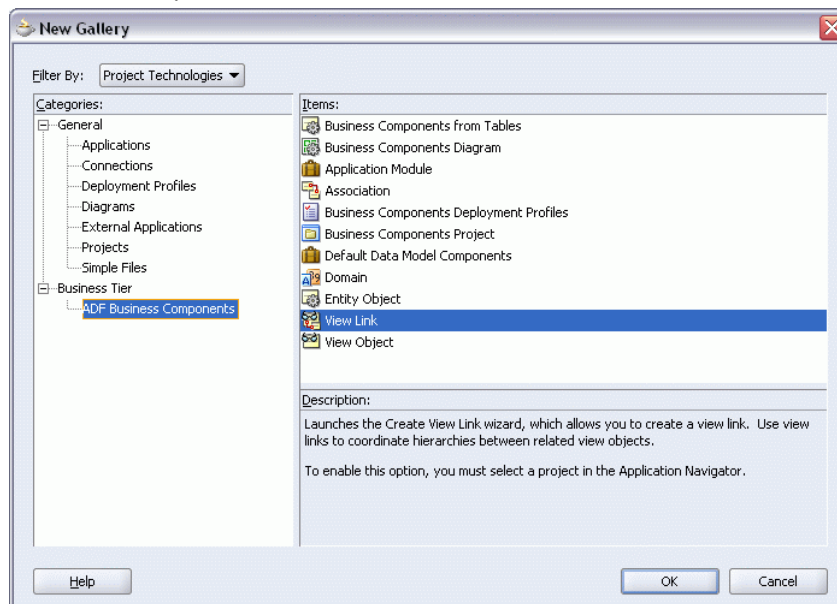 New Gallery
Filter By: Project Technologies
Categories:
General
Applications
Connections
Deployment Profiles
Diagrams
External Applications
Projects
Simple Files
Business Tier
ADF Business Components
Items:
Business Components from Tables
Business Components Diagram
Application Module
Association
Business Components Deployment Profiles
Business Components Project
Default Data Model Components
Domain
Entity Object
View Link
View Object
Description:
Launches the Create View Link wizard, which allows you to create a view link. Use view
links to coordinate hierarchies between related view objects.
To enable this option, you must select a project in the Application Navigator.
Help
OK
Cancel